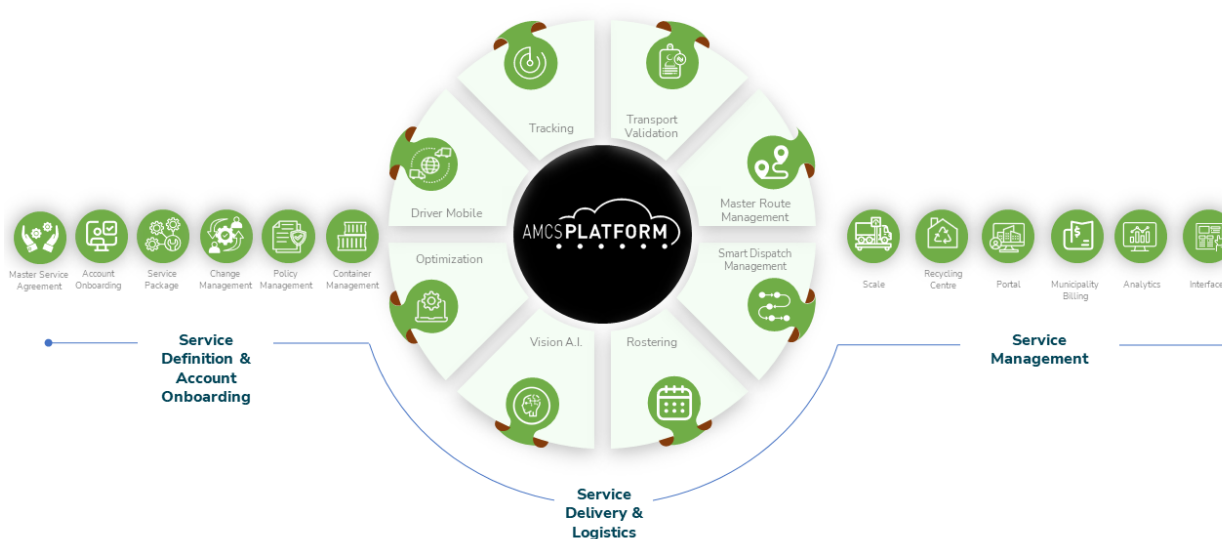 Tracking
Transport
Validation
Driver Mobile
Master Route
Management
AMCSPLATFORM
Optimization
Smart Dispatch
Management
Vision A.I.
Rostering
Master Service
Agreement
Account
Onboarding
Service
Package
Change
Management
Policy
Management
Container
Management
Scale
Recycling
Centre
Portal
Municipality
Billing
Analytics
Interface
Service
Definition &
Account
Onboarding
Service
Management
Service
Delivery &
Logistics